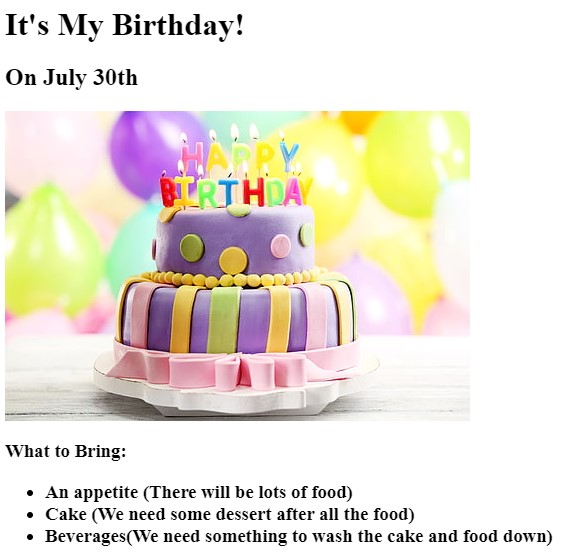 It's My Birthday!
On July 30th
HAPPY
BIRTHDAY
What to Bring:
An appetite (There will be lots of food)
Cake (We need some dessert after all the food)
Beverages(We need something to wash the cake and food down)